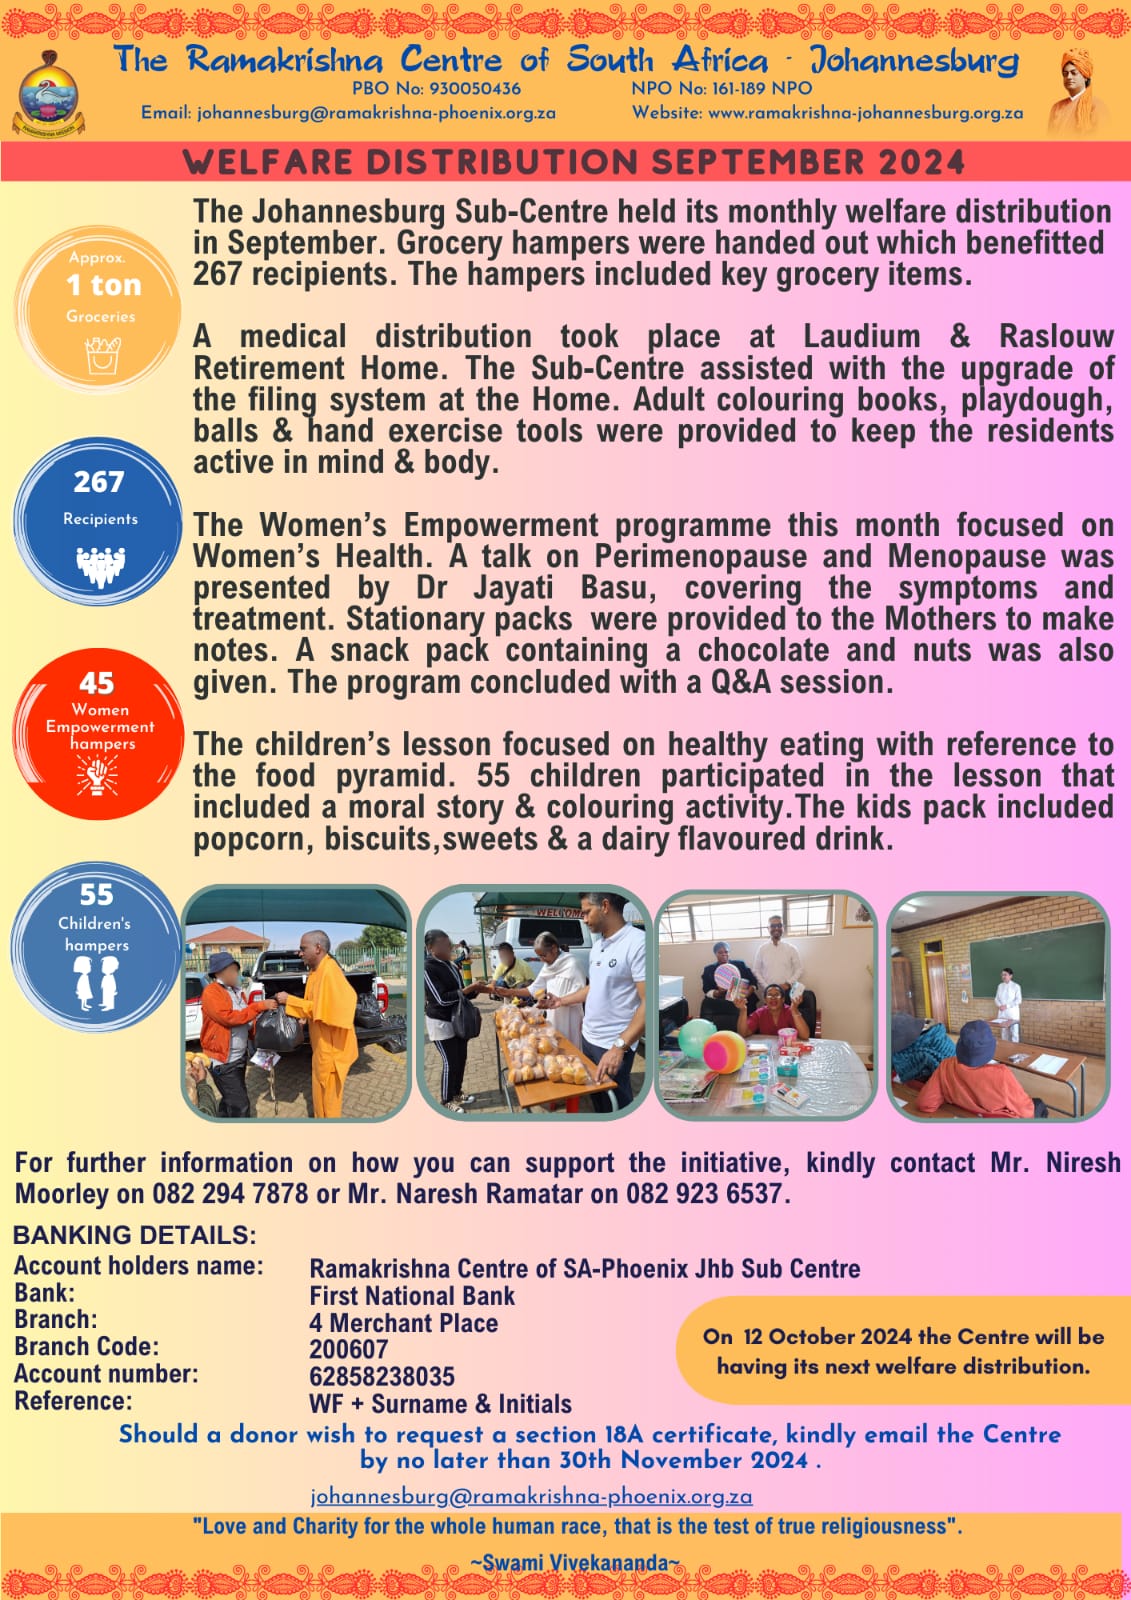 The Ramakrishna Centre of South Africa - Johannesburg
PBO No: 930050436 NPO No: 161-189 NPO
Email: johannesburg@ramakrishna-phoenix.org.za Website: www.ramakrishna-johannesburg.org.za
WELFARE DISTRIBUTION SEPTEMBER 2024
Approx.
1 ton
Groceries
267
Recipients
45
Women
Empowerment
hampers
55
Children's
hampers
The Johannesburg Sub-Centre held its monthly welfare distribution
in September. Grocery hampers were handed out which benefitted
267 recipients. The hampers included key grocery items.
A medical distribution took place at Laudium & Raslouw
Retirement Home. The Sub-Centre assisted with the upgrade of
the filing system at the Home. Adult colouring books, playdough,
balls & hand exercise tools were provided to keep the residents
active in mind & body.
The Women’s Empowerment programme this month focused on
Women’s Health. A talk on Perimenopause and Menopause was
presented by Dr Jayati Basu, covering the symptoms and
treatment. Stationary packs were provided to the Mothers to make
notes. A snack pack containing a chocolate and nuts was also
given. The program concluded with a Q&A session.
The children’s lesson focused on healthy eating with reference to
the food pyramid. 55 children participated in the lesson that
included a moral story & colouring activity.The kids pack included
popcorn, biscuits,sweets & a dairy flavoured drink.
WELCOME
For further information on how you can support the initiative, kindly contact Mr. Niresh
Moorley on 082 294 7878 or Mr. Naresh Ramatar on 082 923 6537.
BANKING DETAILS:
Account holders name: Ramakrishna Centre of SA-Phoenix Jhb Sub Centre
Bank: First National Bank
Branch: 4 Merchant Place
Branch Code: 200607
Account number: 62858238035
Reference: WF + Surname & Initials
On 12 October 2024 the Centre will be
having its next welfare distribution.
Should a donor wish to request a section 18A certificate, kindly email the Centre
by no later than 30th November 2024 .
johannesburg@ramakrishna-phoenix.org.za
"Love and Charity for the whole human race, that is the test of true religiousness".
~Swami Vivekananda~